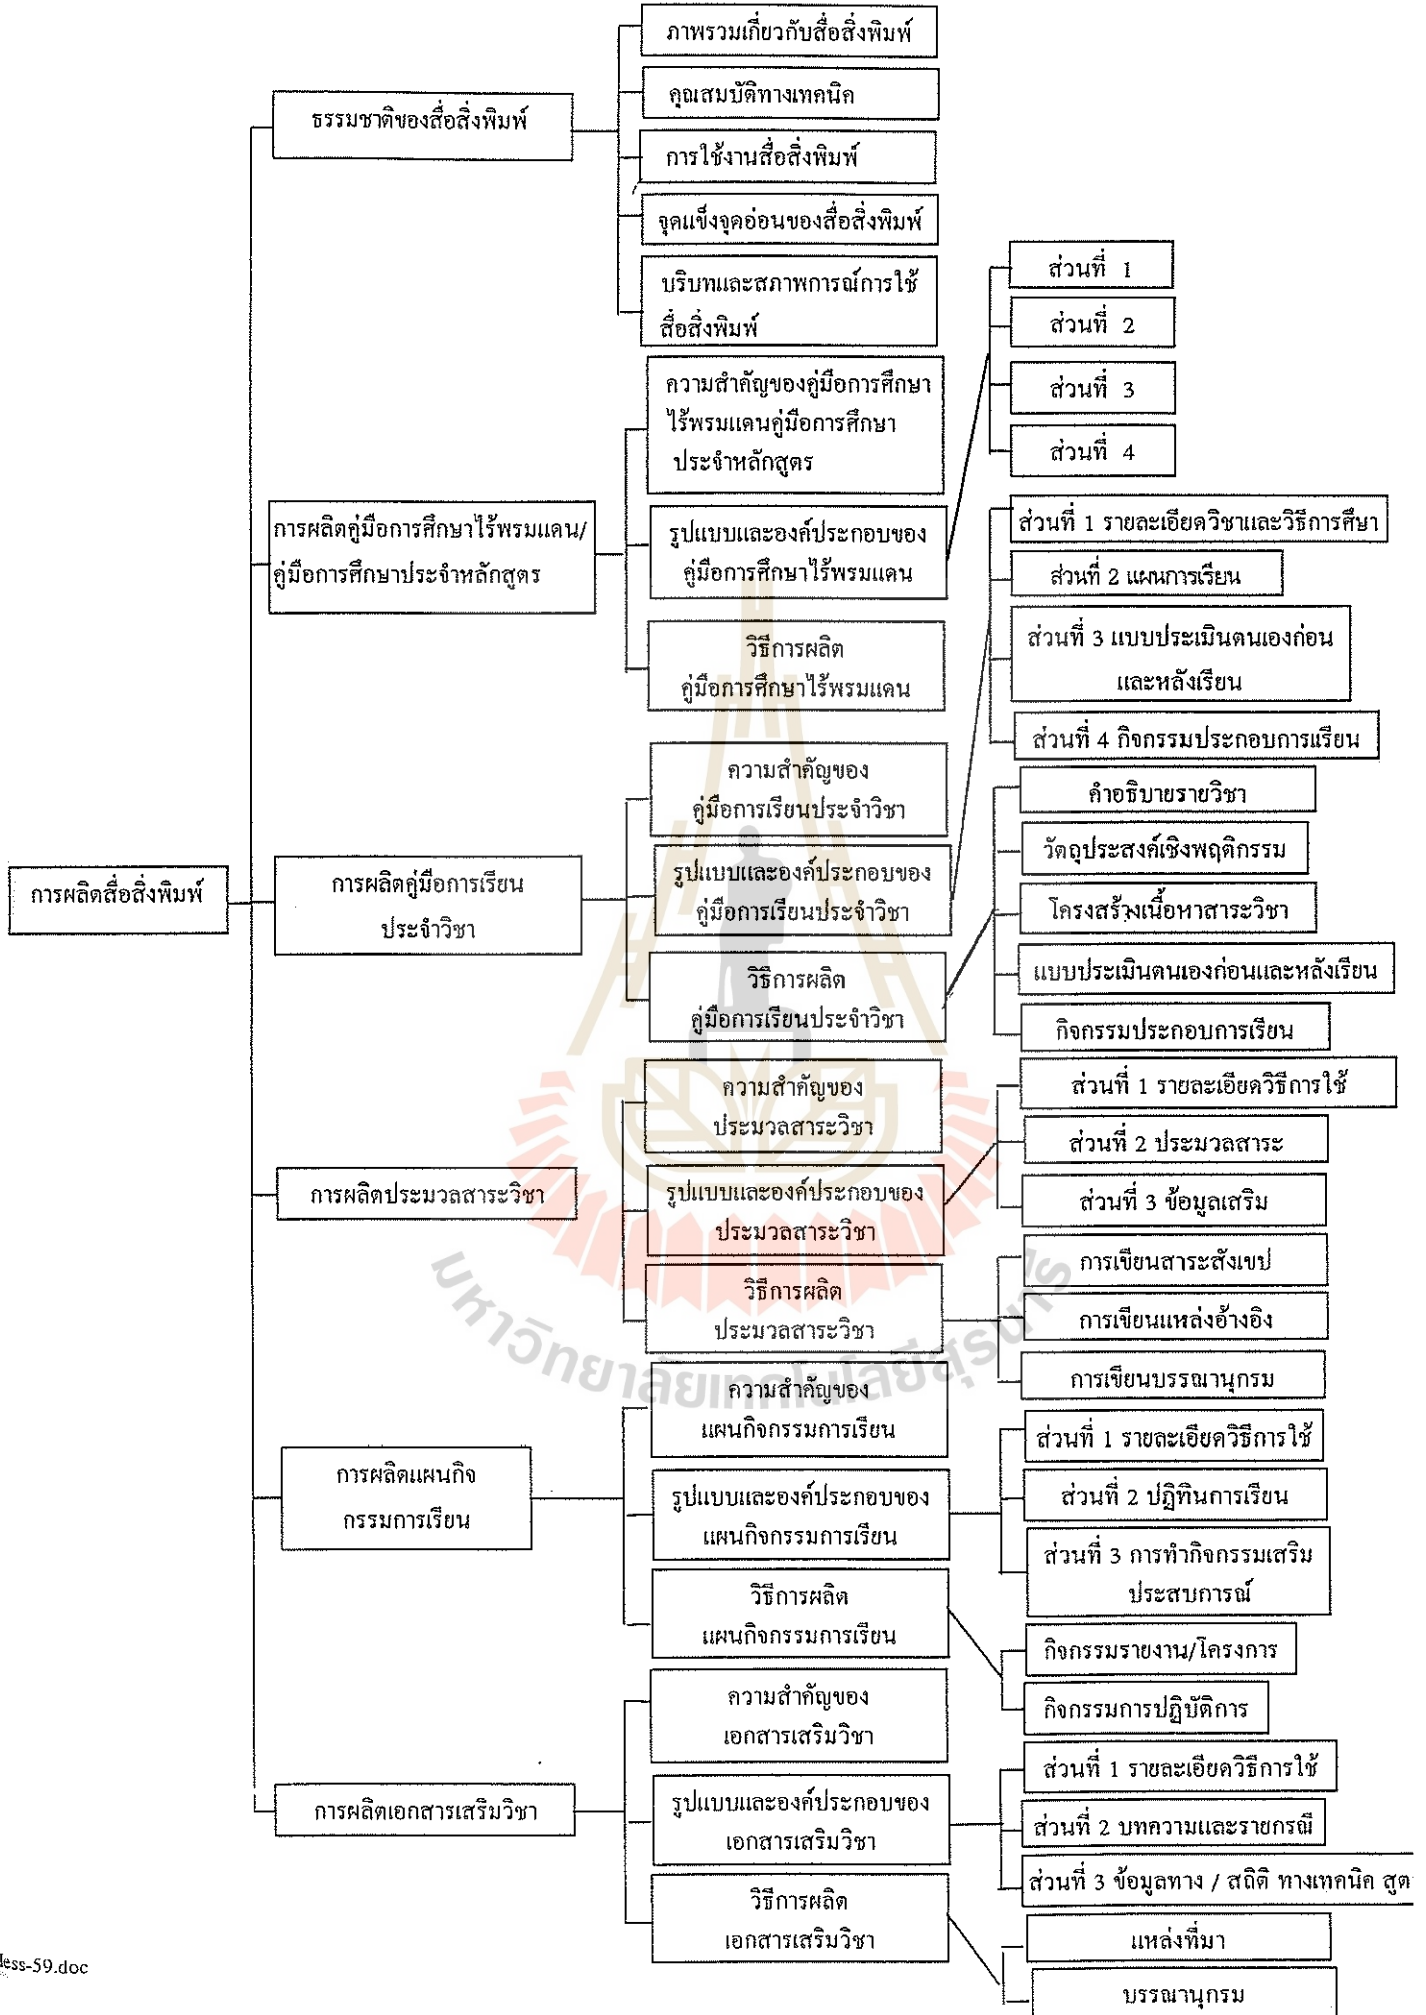 ภาพรวมเกี่ยวกับสื่อสิ่งพิมพ์
คุณสมบัติทางเทคนิค
ธรรมชาติของสื่อสิ่งพิมพ์
การใช้งานสื่อสิ่งพิมพ์
จุดแข็งจุดอ่อนของสื่อสิ่งพิมพ์
บริบทและสภาพการณ์การใช้
สื่อสิ่งพิมพ์
ส่วนที่ 1
ส่วนที่ 2
ส่วนที่ 3
ส่วนที่ 4
ความสำคัญของคู่มือการศึกษา
ไร้พรมแดนคู่มือการศึกษา
ประจำหลักสูตร
การผลิตคู่มือการศึกษาไร้พรมแดน/
คู่มือการศึกษาประจำหลักสูตร
รูปแบบและองค์ประกอบของ
คู่มือการศึกษาไร้พรมแดน
วิธีการผลิต
คู่มือการศึกษาไร้พรมแดน
ส่วนที่ 1 รายละเอียดวิชาและวิธีการศึษา
ส่วนที่ 2 แผนการเรียน
ส่วนที่ 3 แบบประเมินตนเองก่อน
และหลังเรียน
ส่วนที่ 4 กิจกรรมประกอบการแรียน
ความสำคัญของ
คู่มือการเรียนประจำวิชา
การผลิตสื่อสิ่งพิมพ์
การผลิตคู่มือการเรียน
ประจำวิชา
รูปแบบและองค์ประกอบของ
คู่มือการเรียนประจำวิชา
วิธีการผลิต
คู่มือการเรียนประจำวิชา
คำอธิบายรายวิชา
วัตถุประสงค์เชิงพฤติกรรม
โครงสร้างเนื้อหาสาระวิชา
แบบประเมินตนเองก่อนและหลังเรียน
กิจกรรมประกอบการเรียน
ความสำคัญของ
ประมวลสาระวิชา
การผลิตประมวลสาระวิชา
รูปแบบและองค์ประกอบของ
ประมวลสาระวิชา
วิธีการผลิต
ประมวลสาระวิชา
ส่วนที่ 1 รายละเอียดวิธีการใช้
ส่วนที่ 2 ประมวลสาระ
ส่วนที่ 3 ข้อมูลเสริม
การเขียนสาระสังเขป
การเขียนแหล่งอ้างอิง
การเขียนบรรณานุกรม
มหาวิทยาลัยเทคโนโลยีสุรนารี
ความสำคัญของ
แผนกิจกรรมการเรียน
การผลิตแผนกิจ
กรรมการเรียน
รูปแบบและองค์ประกอบของ
แผนกิจกรรมการเรียน
วิธีการผลิต
แผนกิจกรรมการเรียน
ส่วนที่ 1 รายละเอียดวิธีการใช้
ส่วนที่ 2 ปฏิทินการเรียน
ส่วนที่ 3 การทำกิจกรรมเสริม
ประสบการณ์
กิจกรรมรายงาน/โครงการ
กิจกรรมการปฏิบัติการ
ความสำคัญของ
เอกสารเสริมวิชา
การผลิตเอกสารเสริมวิชา
รูปแบบและองค์ประกอบของ
เอกสารเสริมวิชา
วิธีการผลิต
เอกสารเสริมวิชา
ส่วนที่ 1 รายละเอียดวิธีการใช้
ส่วนที่ 2 บทความและรายกรณี
ส่วนที่ 3 ข้อมูลทาง / สถิติ ทางเทคนิค สูต
แหล่งที่มา
บรรณานุกรม
less-59.doc